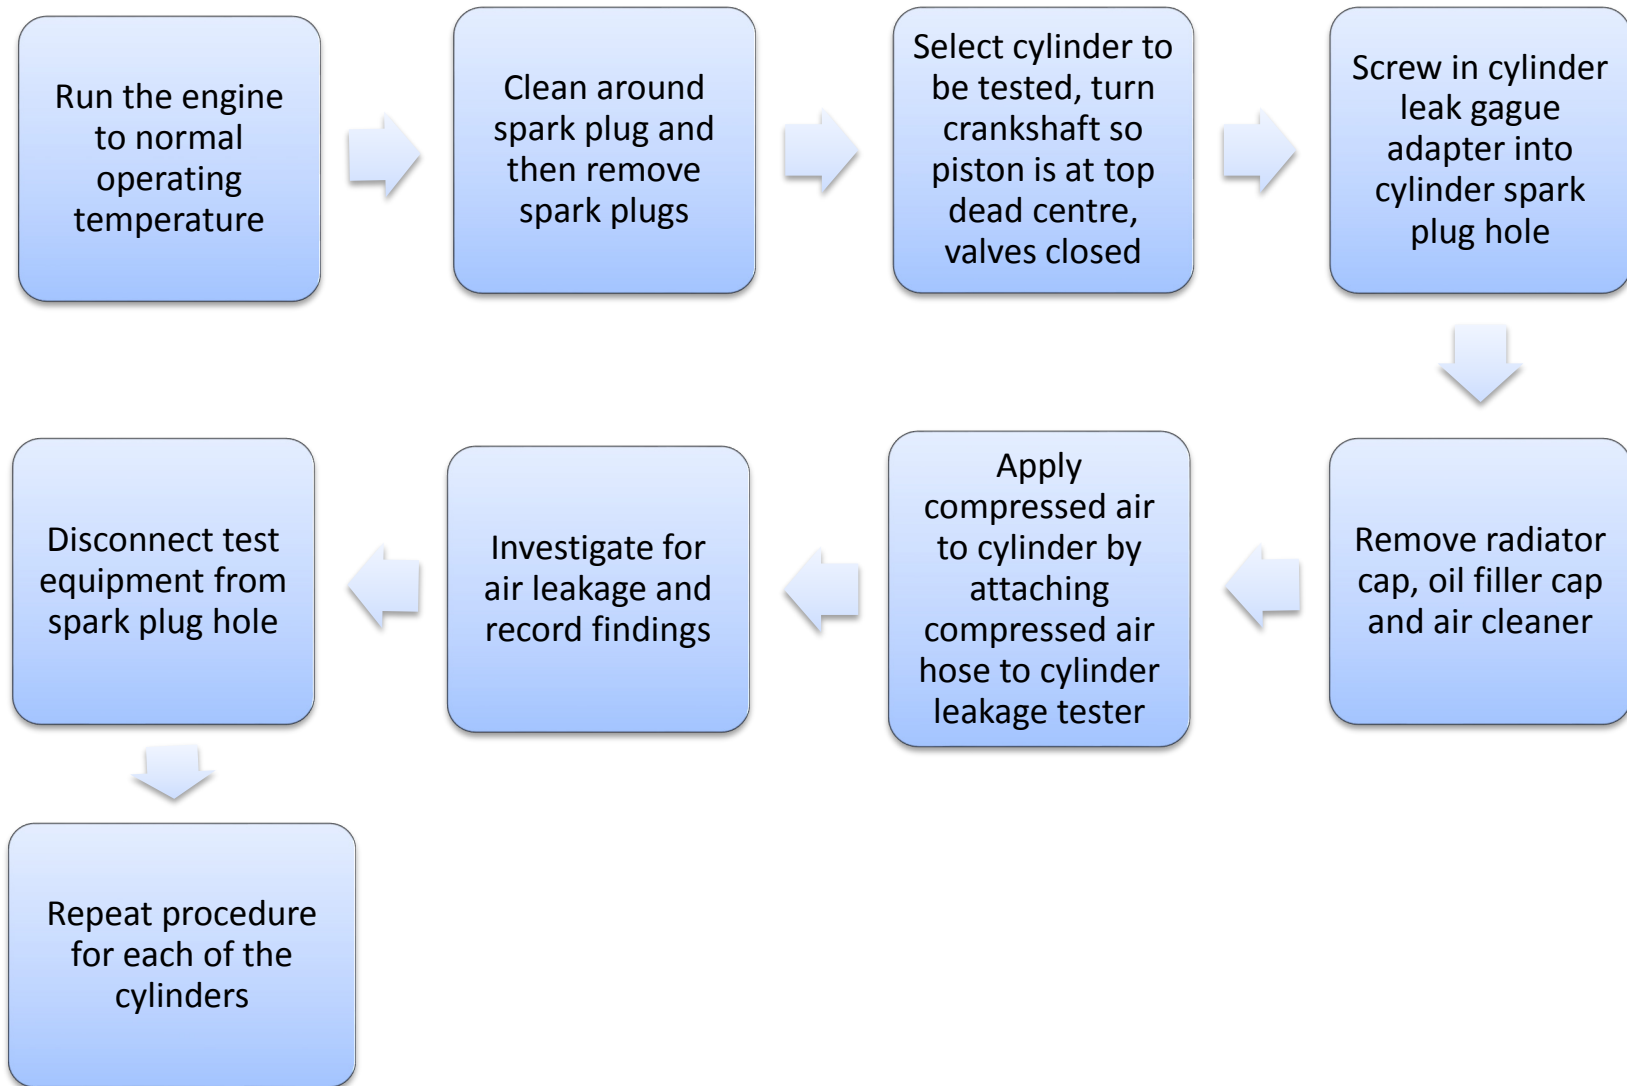 Run the engine
to normal
operating
temperature
Clean around
spark plug and
then remove
spark plugs
Select cylinder to
be tested, turn
crankshaft so
piston is at top
dead centre,
valves closed
Screw in cylinder
leak gague
adapter into
cylinder spark
plug hole
Remove radiator
cap, oil filler cap
and air cleaner
Apply
compressed air
to cylinder by
attaching
compressed air
hose to cylinder
leakage tester
Investigate for
air leakage and
record findings
Disconnect test
equipment from
spark plug hole
Repeat procedure
for each of the
cylinders